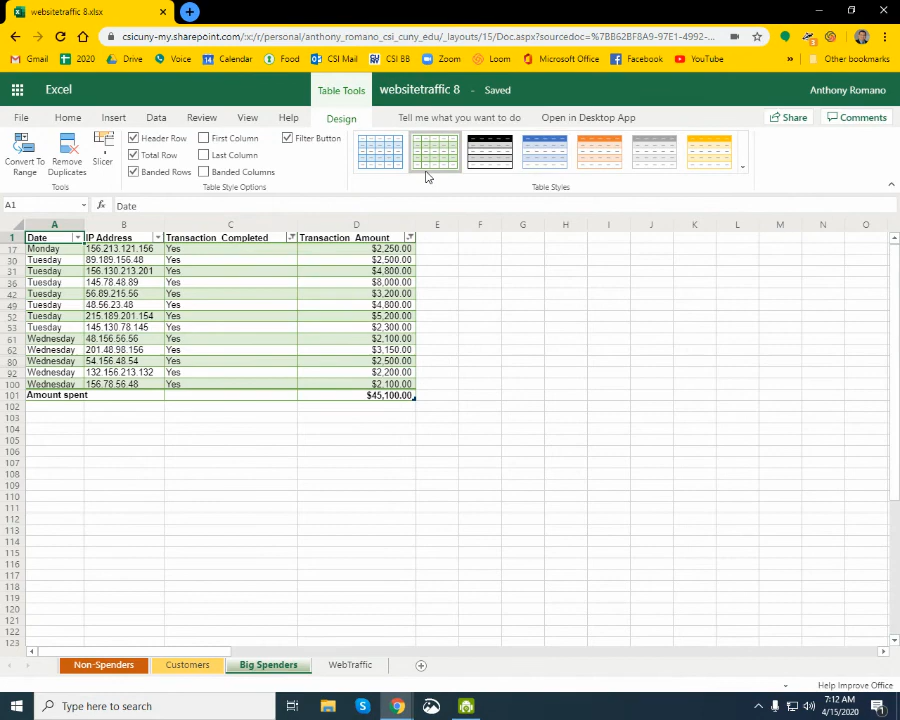 websitetraffic 8.xlsx
csicuny-my.sharepoint.com/:x:/r/personal/anthony_romano_csi_cuny_edu/_layouts/15/Doc.aspx?sourcedoc=%7BB62BF8A9-97E1-4992-...
Gmail 2020 Drive Voice Calendar Food CSI Mail CSI BB Zoom Loom Microsoft Office Facebook YouTube » Other bookmarks
Excel Table Tools websitetraffic 8 - Saved Anthony Romano
File Home Insert Data Review View Help Design Tell me what you want to do Open in Desktop App Share Comments
Convert To Range Remove Duplicates Slicer
Header Row First Column Filter Button
Total Row Last Column
Banded Rows Banded Columns
Tools Table Style Options Table Styles
A1 fx Date
A B C D E F G H I J K L M N O
1 Date IP Address Transaction Completed Transaction Amount
17 Monday 156.213.121.156 Yes $2,250.00
30 Tuesday 89.189.156.48 Yes $2,500.00
31 Tuesday 156.130.213.201 Yes $4,800.00
36 Tuesday 145.78.48.89 Yes $8,000.00
42 Tuesday 56.89.215.56 Yes $3,200.00
49 Tuesday 48.56.23.48 Yes $4,800.00
52 Tuesday 215.189.201.154 Yes $5,200.00
53 Tuesday 145.130.78.145 Yes $2,300.00
61 Wednesday 48.156.56.56 Yes $2,100.00
62 Wednesday 201.48.98.156 Yes $3,150.00
80 Wednesday 54.156.48.54 Yes $2,500.00
92 Wednesday 132.156.213.132 Yes $2,200.00
100 Wednesday 156.78.56.48 Yes $2,100.00
101 Amount spent $45,100.00
102
103
104
105
106
107
108
109
110
111
112
113
114
115
116
117
118
119
120
121
122
123
Non-Spenders Customers Big Spenders WebTraffic
Help Improve Office
Type here to search
7:12 AM
4/15/2020